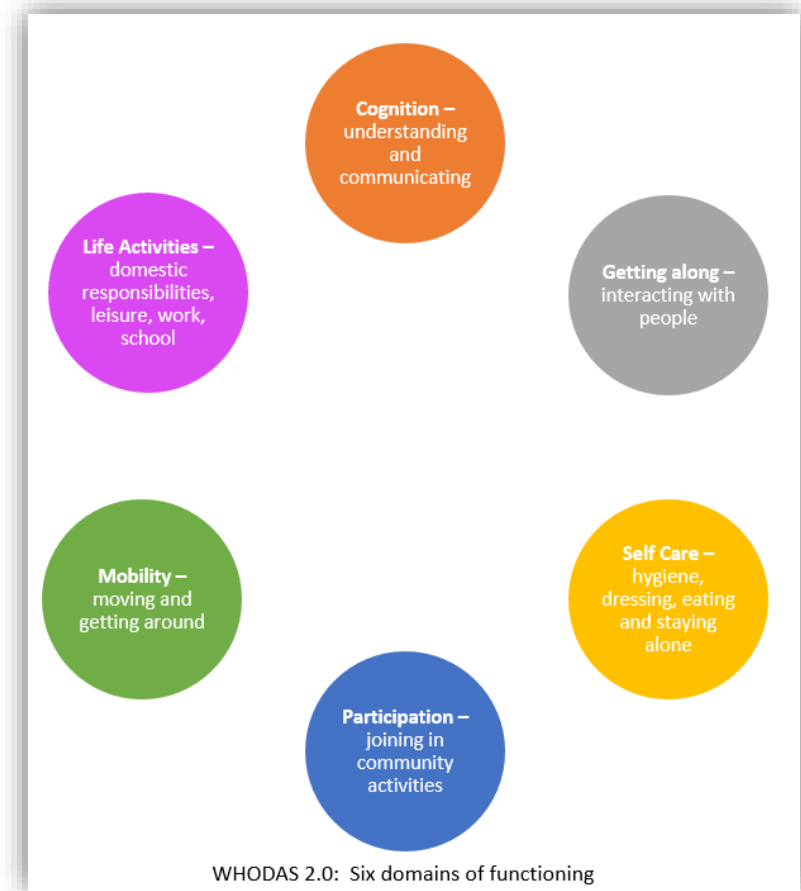 Cognition –
understanding
and
communicating
Life Activities –
domestic
responsibilities,
leisure, work,
school
Getting along –
interacting with
people
Mobility –
moving and
getting around
Self Care –
hygiene,
dressing, eating
and staying
alone
Participation –
joining in
community
activities
WHODAS 2.0:  Six domains of functioning